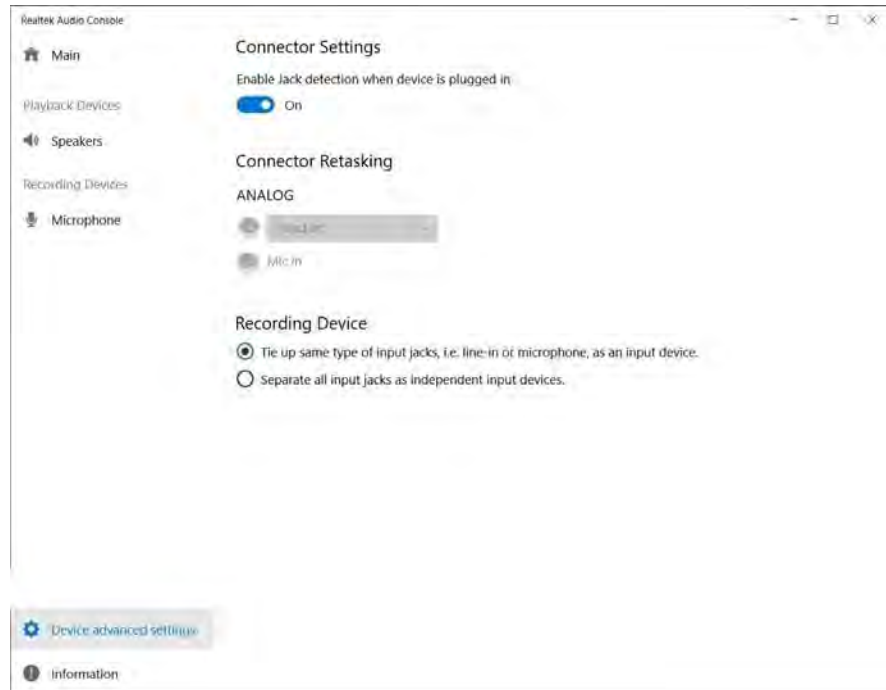 Realtek Audio Console
Main
Playback Devices
Speakers
Recording Devices
Microphone
Device advanced settings
Information
Connector Settings
Enable Jack detection when device is plugged in
On
Connector Retasking
ANALOG
Mic in
Recording Device
Tie up same type of input jacks, i.e. line-in or microphone, as an input device.
Separate all input jacks as independent input devices.